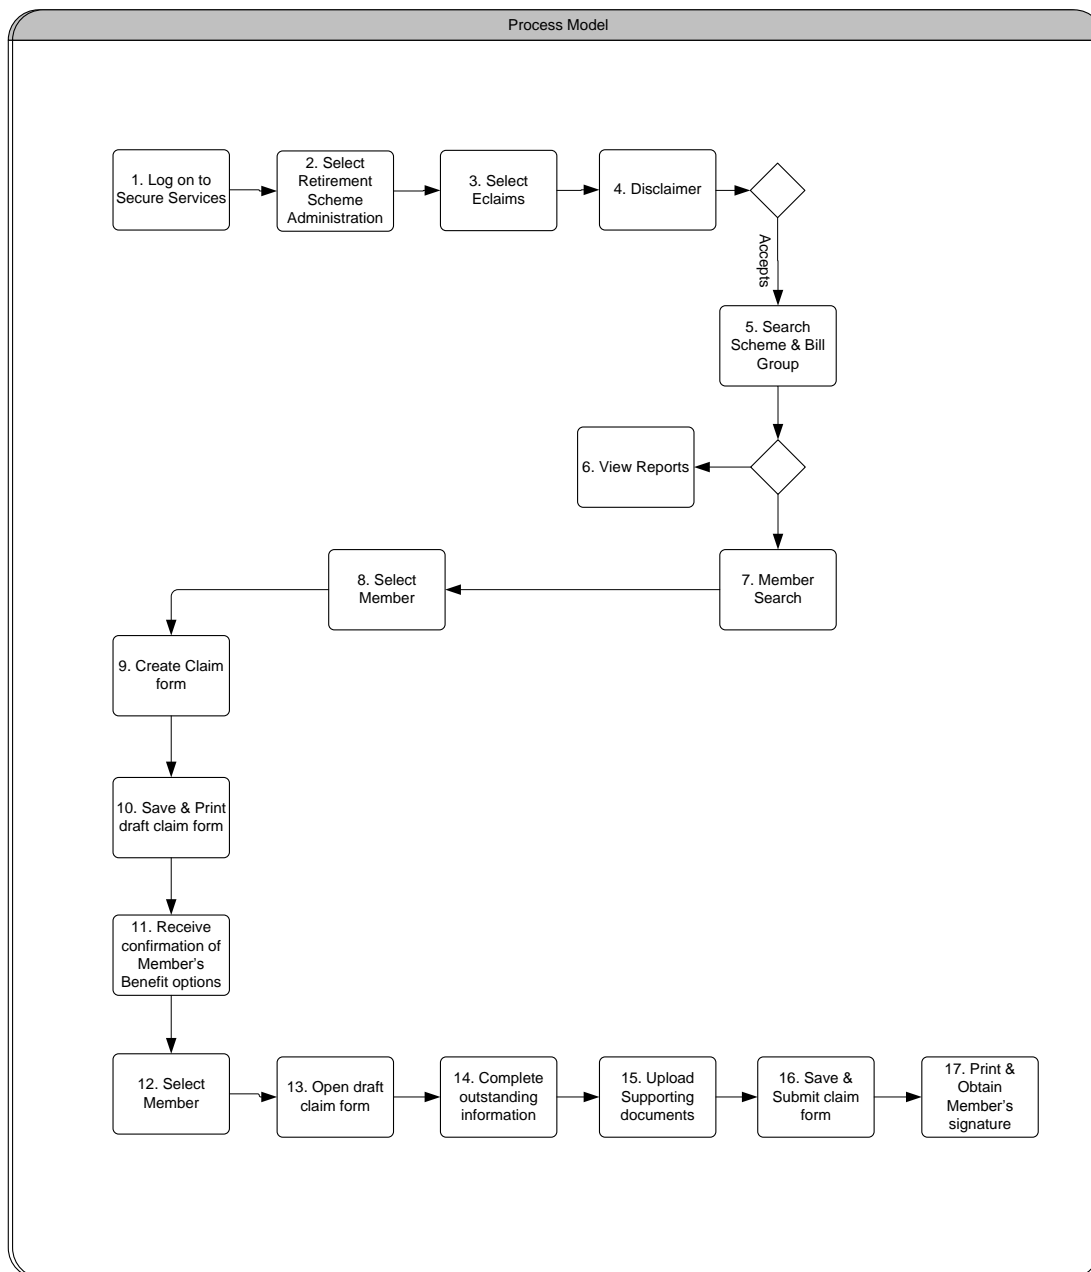 Process Model
1. Log on to
Secure Services
2. Select
Retirement
Scheme
Administration
3. Select
Eclaims
4. Disclaimer
Accepts
5. Search
Scheme & Bill
Group
6. View Reports
7. Member
Search
8. Select
Member
9. Create Claim
form
10. Save & Print
draft claim form
11. Receive
confirmation of
Member’s
Benefit options
12. Select
Member
13. Open draft
claim form
14. Complete
outstanding
information
15. Upload
Supporting
documents
16. Save &
Submit claim
form
17. Print &
Obtain
Member’s
signature